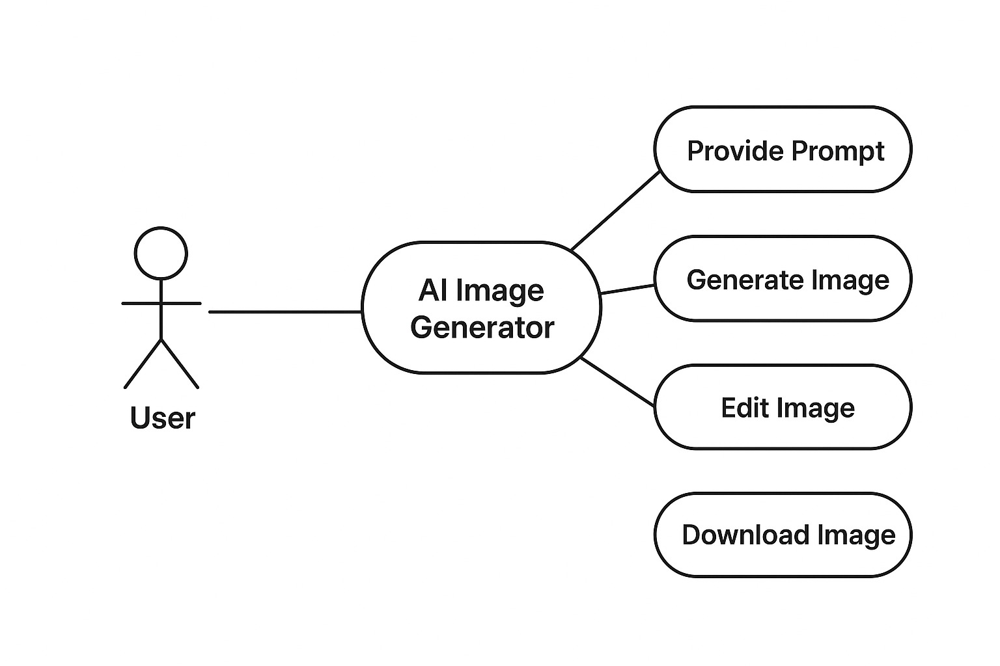 User
AI Image
Generator
Provide Prompt
Generate Image
Edit Image
Download Image